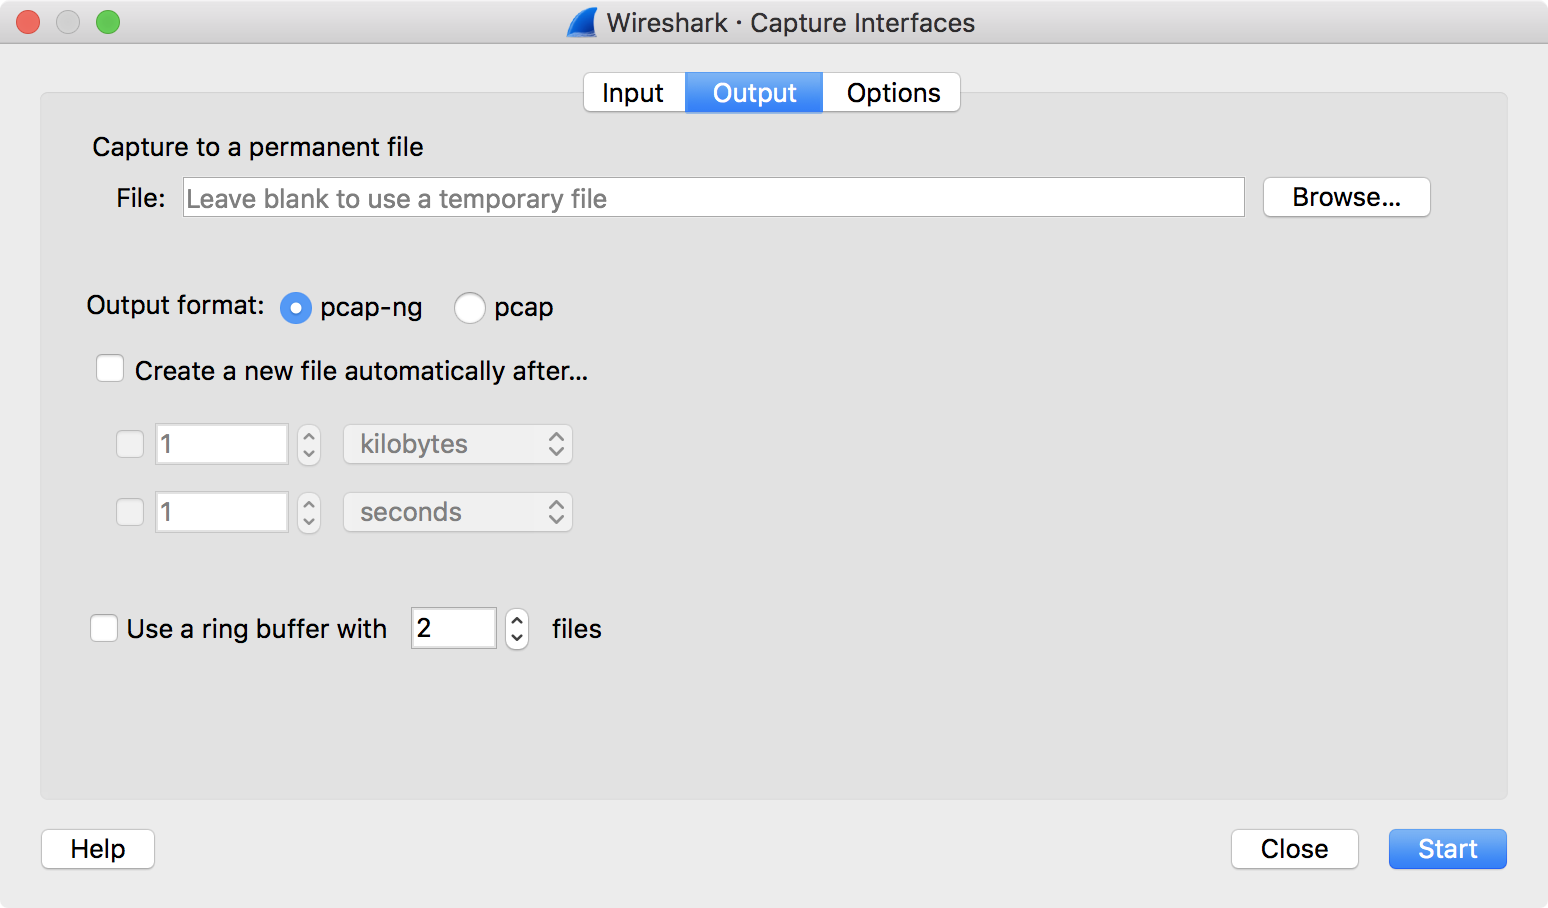 Wireshark · Capture Interfaces
Input Output Options
Capture to a permanent file
File: Leave blank to use a temporary file Browse...
Output format: pcap-ng pcap
Create a new file automatically after...
1 kilobytes
1 seconds
Use a ring buffer with 2 files
Help Close Start